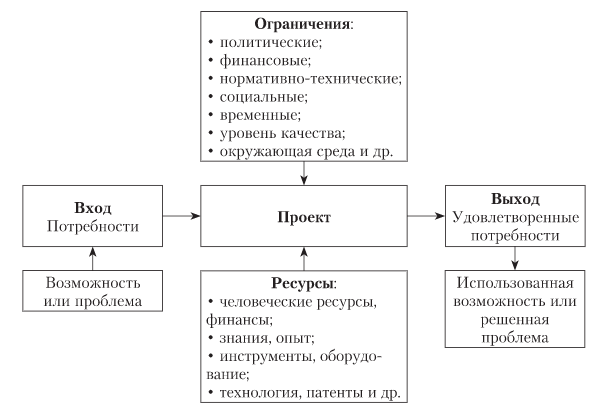 Ограничения:
• политические;
• финансовые;
• нормативно-технические;
• социальные;
• временные;
• уровень качества;
• окружающая среда и др.
Вход
Потребности
Проект
Выход
Удовлетворенные
потребности
Возможность
или проблема
Ресурсы:
• человеческие ресурсы,
финансы;
• знания, опыт;
• инструменты, оборудо-
вание;
• технология, патенты и др.
Использованная
возможность или
решенная
проблема